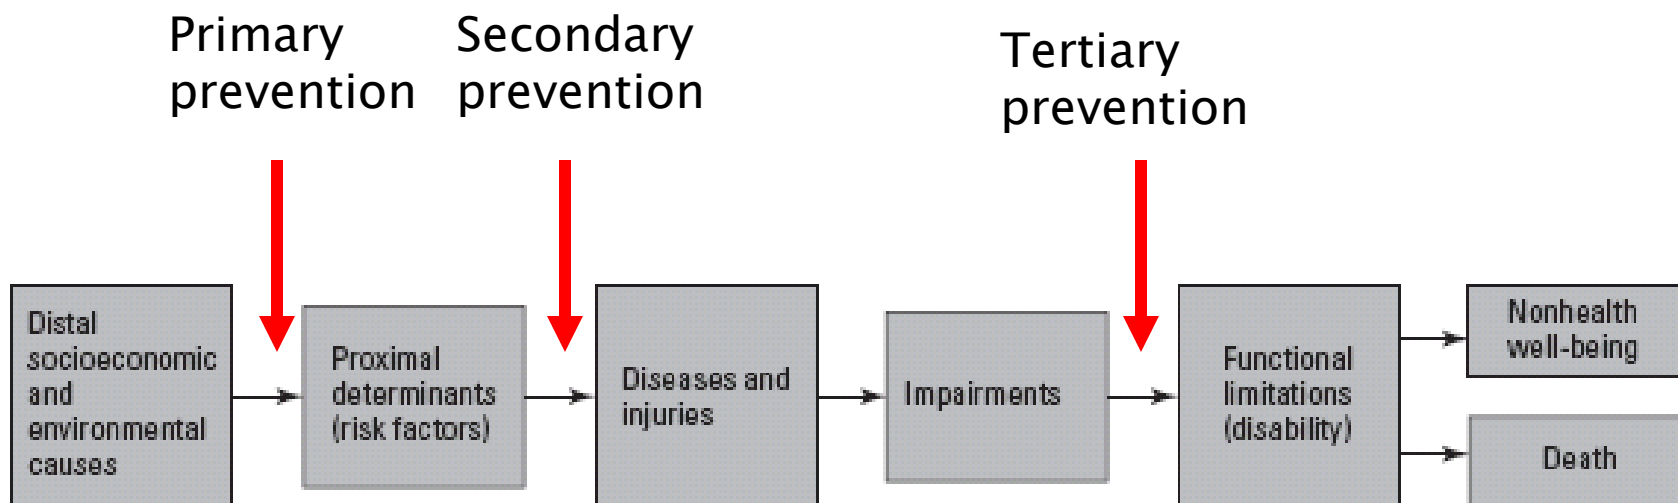 Primary
prevention
Secondary
prevention
Tertiary
prevention
Distal
socioeconomic
and
environmental
causes
Proximal
determinants
(risk factors)
Diseases and
injuries
Impairments
Functional
limitations
(disability)
Nonhealth
well-being
Death